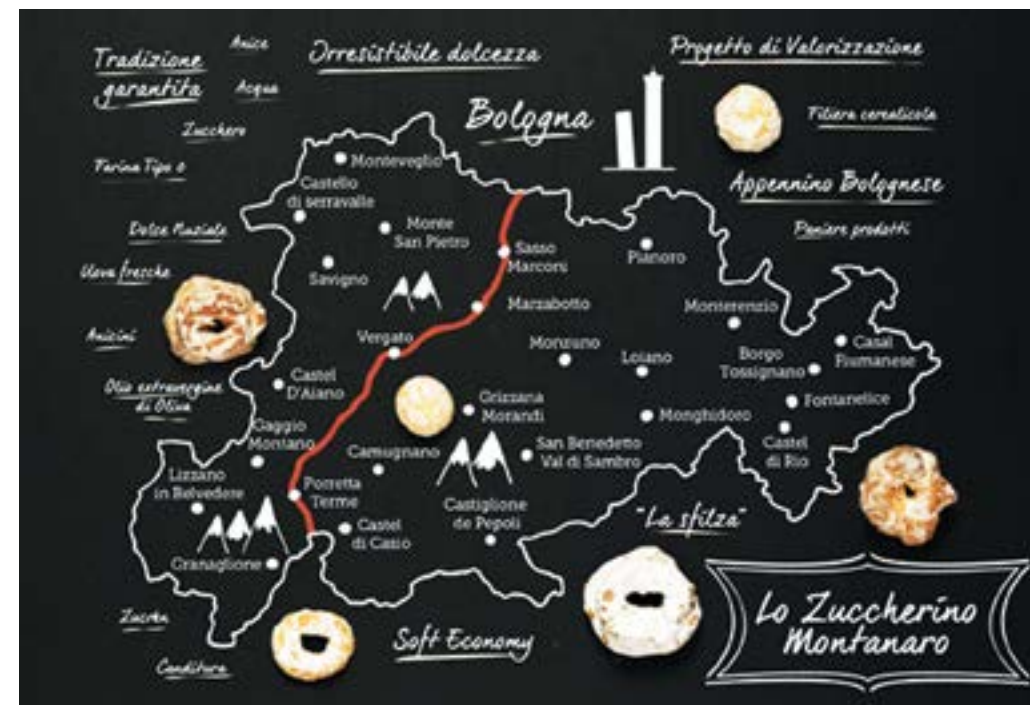 Tradizione
garantita
Anice
Acqua
Zucchero
Farina Tipo 0
Irresistibile dolcezza
Progetto di Valorizzazione
Filiera cerealicola
Bologna
Appennino Bolognese
Paniere prodotti
Dolce Nuziale
Uova fresche
Anicini
Olio extravergine
di Oliva
Monteveglio
Castello
di serravalle
Monte
San Pietro
Savigno
Sasso
Marconi
Pianoro
Marzabotto
Monterenzio
Vergato
Monzuno
Loiano
Borgo
Tossignano
Casal
Fiumanese
Castel
D'Aiano
Grizzana
Morandi
Monghidoro
Fontanelice
Gaggio
Montano
Camugnano
San Benedetto
Val di Sambro
Castel
di Rio
Lizzano
in Belvedere
Porretta
Terme
Castiglione
de Pepoli
Castel
di Casio
Granaglione
"La sfilza"
Zucrén
Conditura
Soft Economy
Lo Zuccherino
Montanaro